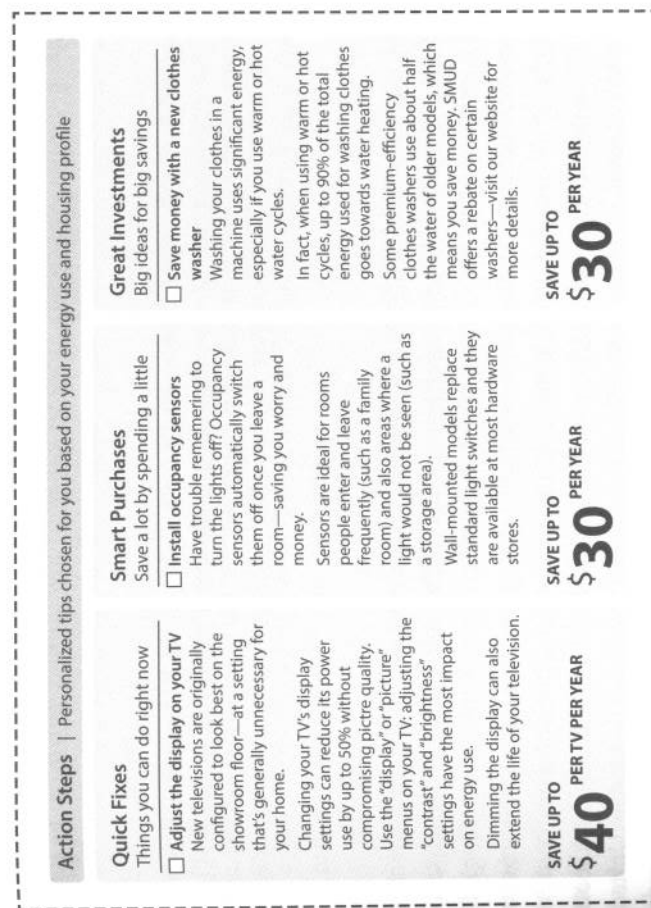 Action Steps | Personalized tips chosen for you based on your energy use and housing profile
Quick Fixes
Things you can do right now
☐ Adjust the display on your TV
New televisions are originally
configured to look best on the
showroom floor—at a setting
that's generally unnecessary for
your home.
Changing your TV's display
settings can reduce its power
use by up to 50% without
compromising pictre quality.
Use the "display" or "picture"
menus on your TV: adjusting the
"contrast" and "brightness"
settings have the most impact
on energy use.
Dimming the display can also
extend the life of your television.
SAVE UP TO
$40 PER TV PER YEAR
Smart Purchases
Save a lot by spending a little
☐ Install occupancy sensors
Have trouble rememering to
turn the lights off? Occupancy
sensors automatically switch
them off once you leave a
room—saving you worry and
money.
Sensors are ideal for rooms
people enter and leave
frequently (such as a family
room) and also areas where a
light would not be seen (such as
a storage area).
Wall-mounted models replace
standard light switches and they
are available at most hardware
stores.
SAVE UP TO
$30 PER YEAR
Great Investments
Big ideas for big savings
☐ Save money with a new clothes
washer
Washing your clothes in a
machine uses significant energy,
especially if you use warm or hot
water cycles.
In fact, when using warm or hot
cycles, up to 90% of the total
energy used for washing clothes
goes towards water heating.
Some premium-efficiency
clothes washers use about half
the water of older models, which
means you save money. SMUD
offers a rebate on certain
washers—visit our website for
more details.
SAVE UP TO
$30 PER YEAR